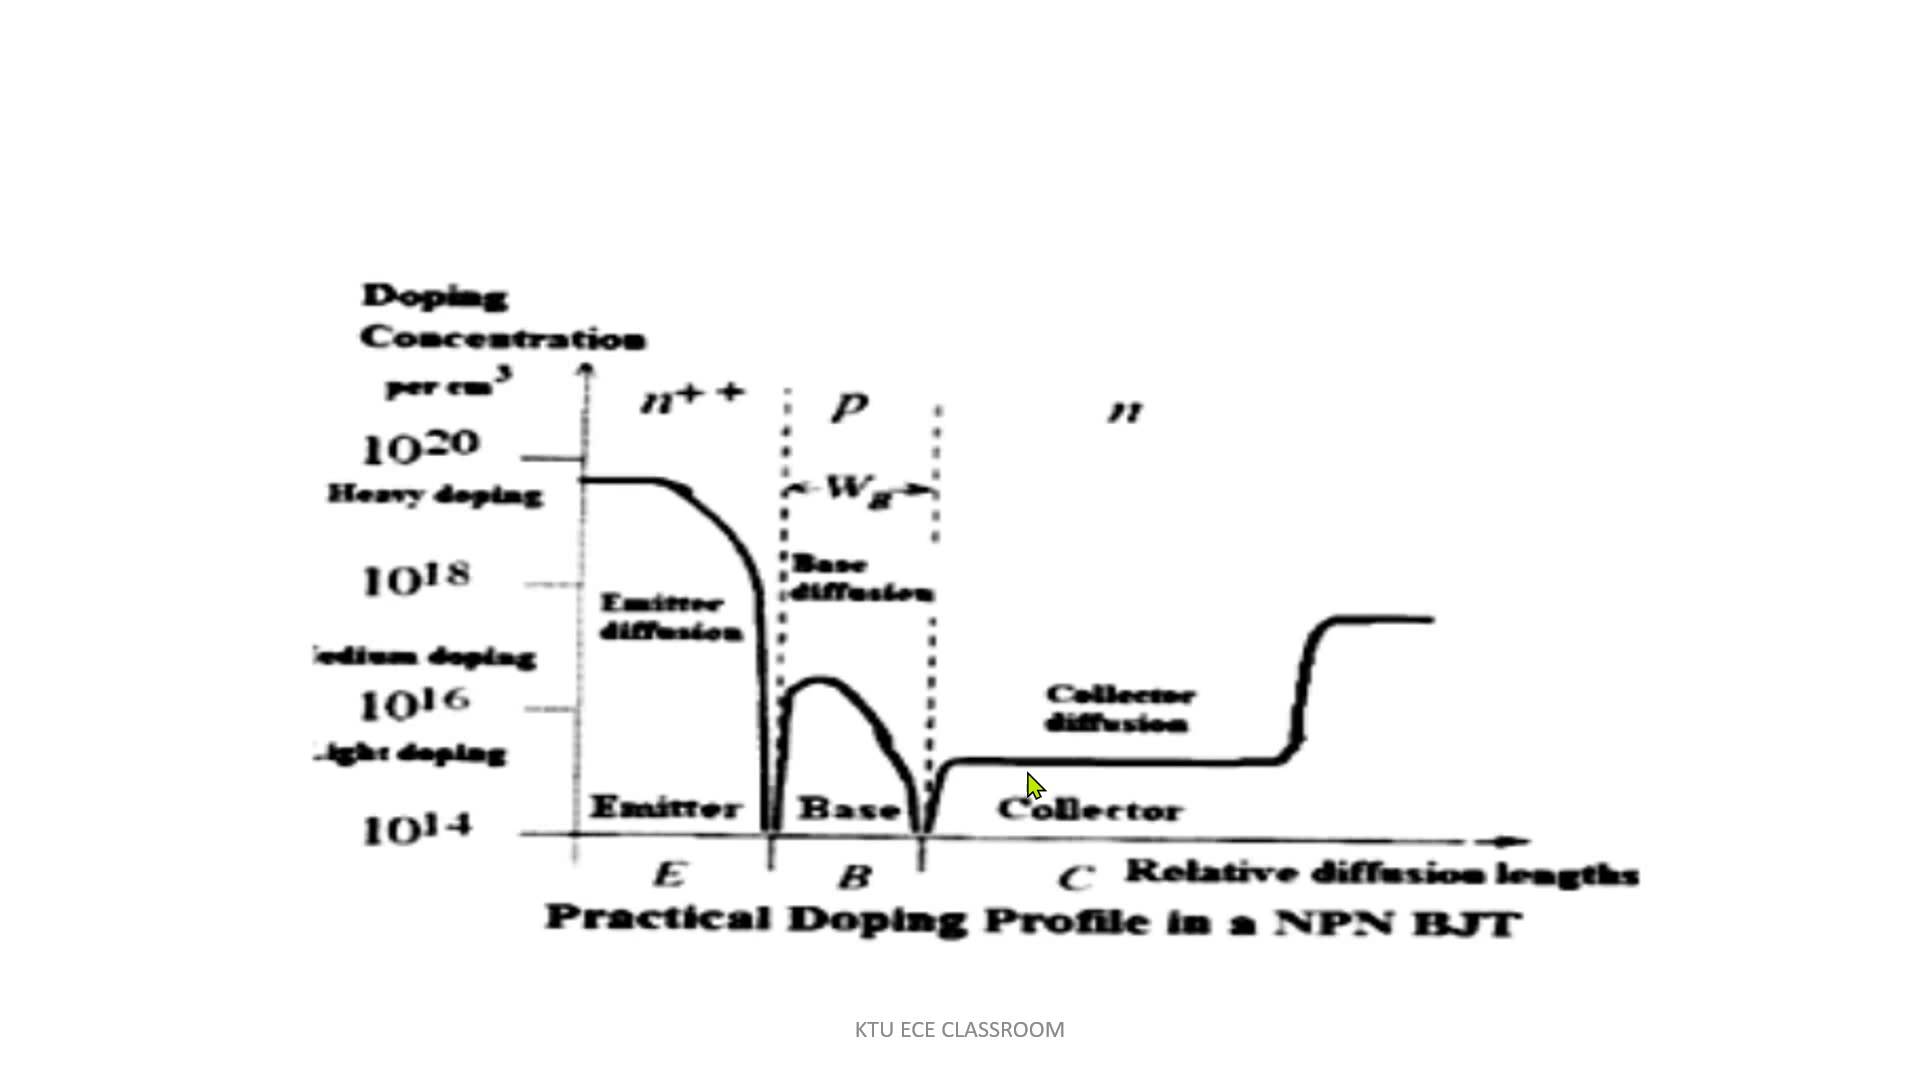 Doping
Concentration
per cm³
n⁺⁺ p n
10²⁰
Heavy doping
W_B
Base
diffusion
10¹⁸
Emitter
diffusion
edium doping
10¹⁶
Collector
diffusion
ight doping
Emitter Base Collector
10¹⁴
E B C Relative diffusion lengths
Practical Doping Profile in a NPN BJT
KTU ECE CLASSROOM